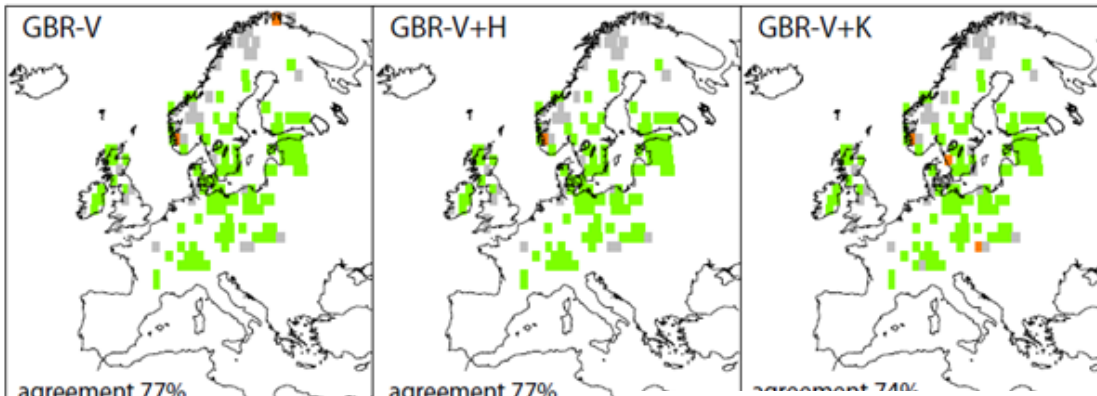 GBR-V
GBR-V+H
GBR-V+K
agreement 77%
agreement 77%
agreement 74%